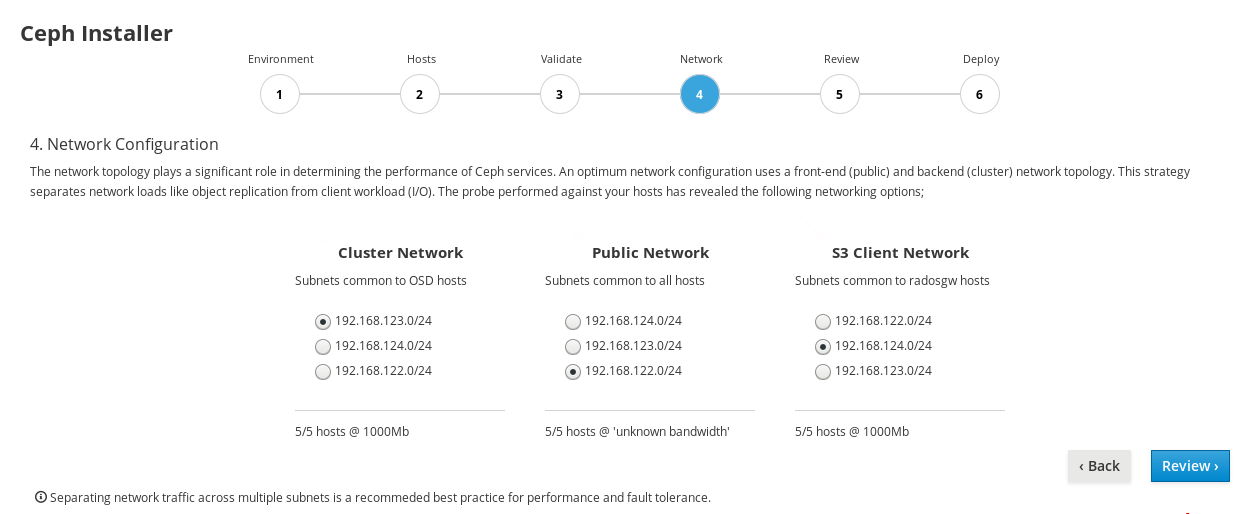 Ceph Installer
Environment Hosts Validate Network Review Deploy
1 2 3 4 5 6
4. Network Configuration
The network topology plays a significant role in determining the performance of Ceph services. An optimum network configuration uses a front-end (public) and backend (cluster) network topology. This strategy
separates network loads like object replication from client workload (I/O). The probe performed against your hosts has revealed the following networking options;
Cluster Network
Subnets common to OSD hosts
192.168.123.0/24
192.168.124.0/24
192.168.122.0/24
5/5 hosts @ 1000Mb
Public Network
Subnets common to all hosts
192.168.124.0/24
192.168.123.0/24
192.168.122.0/24
5/5 hosts @ 'unknown bandwidth'
S3 Client Network
Subnets common to radosgw hosts
192.168.122.0/24
192.168.124.0/24
192.168.123.0/24
5/5 hosts @ 1000Mb
‹ Back
Review ›
Separating network traffic across multiple subnets is a recommeded best practice for performance and fault tolerance.